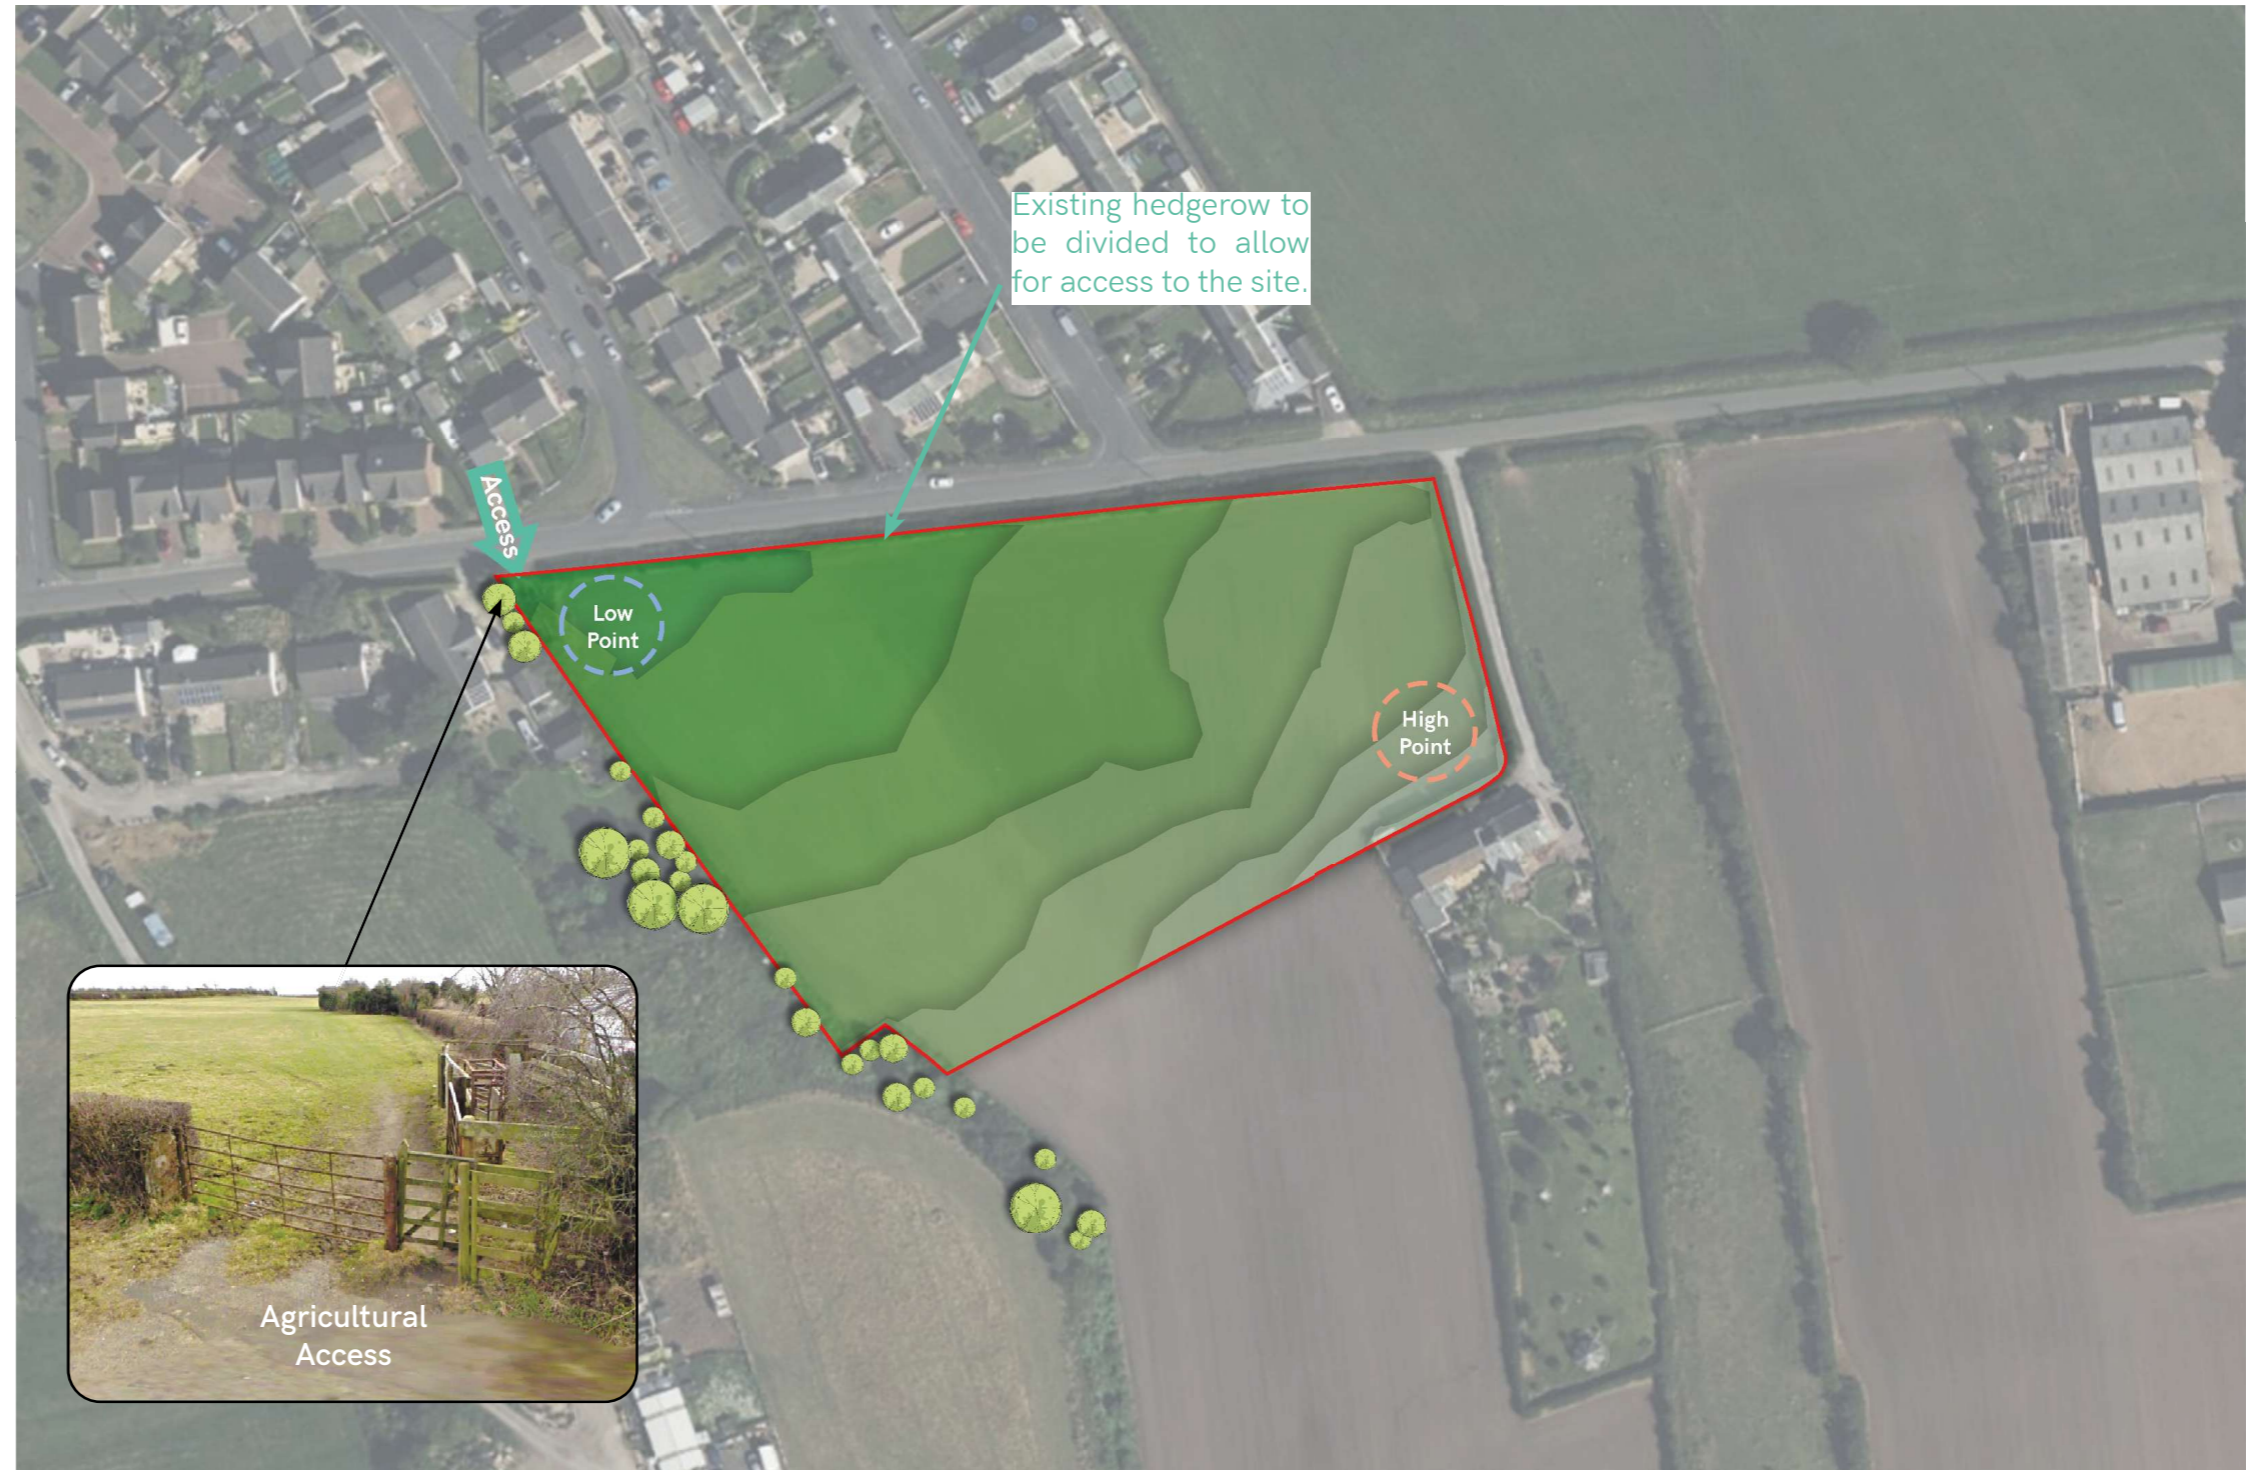 Existing hedgerow to
be divided to allow
for access to the site.
Access
Low
Point
High
Point
Agricultural
Access